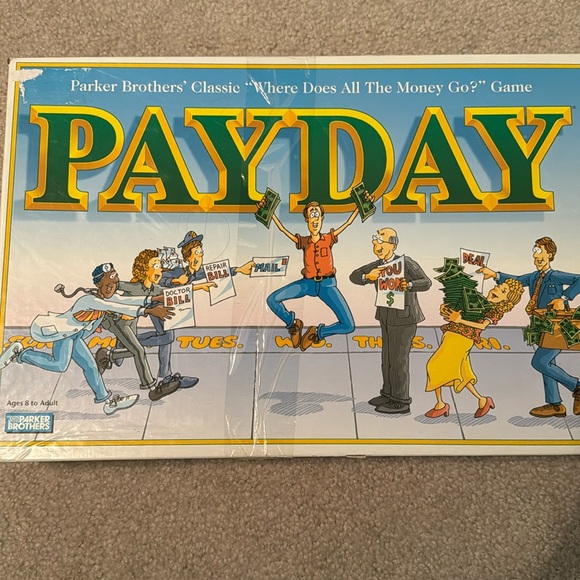 Parker Brothers' Classic "Where Does All The Money Go?" Game
PAYDAY
DOCTOR
BILL
REPAIR
BILL
MAIL
YOU
WON
$
DEAL
TUES.
Ages 8 to Adult
PARKER
BROTHERS